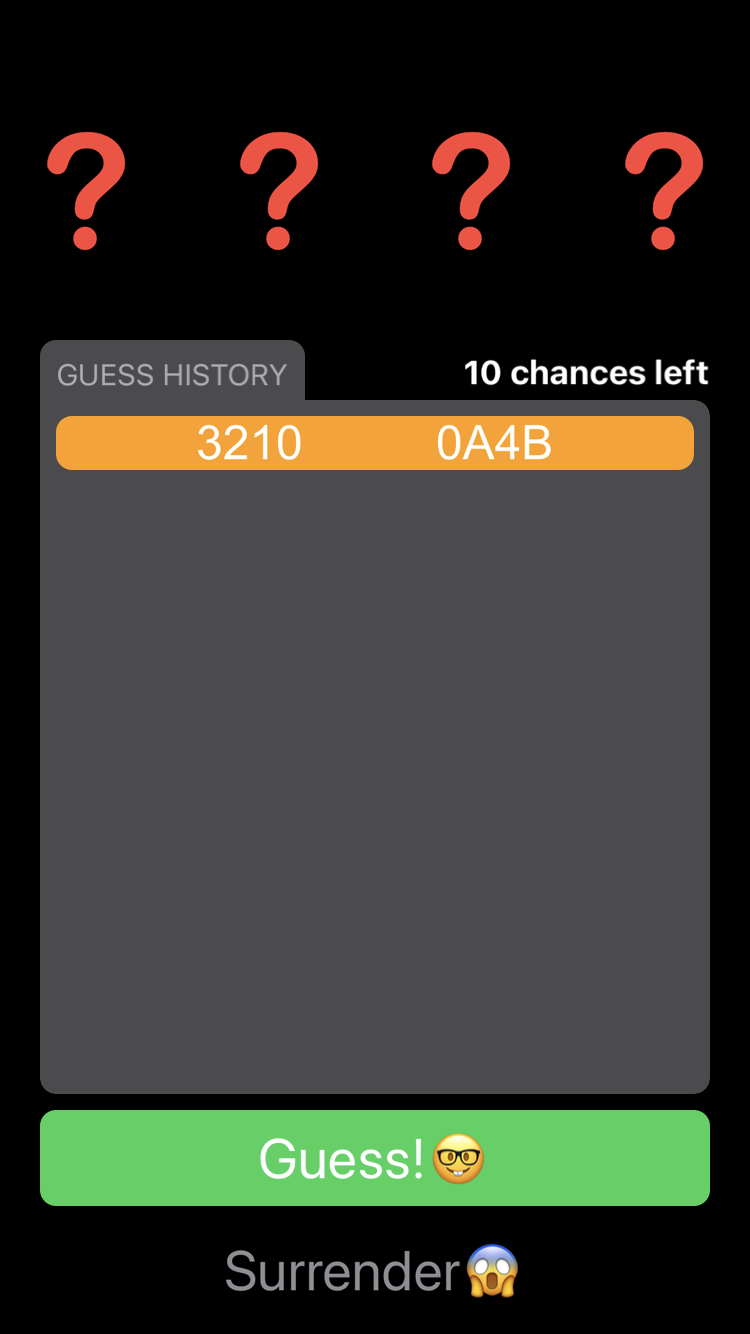 ❓ ❓ ❓ ❓
GUESS HISTORY
10 chances left
3210 0A4B
Guess!🤓
Surrender😱